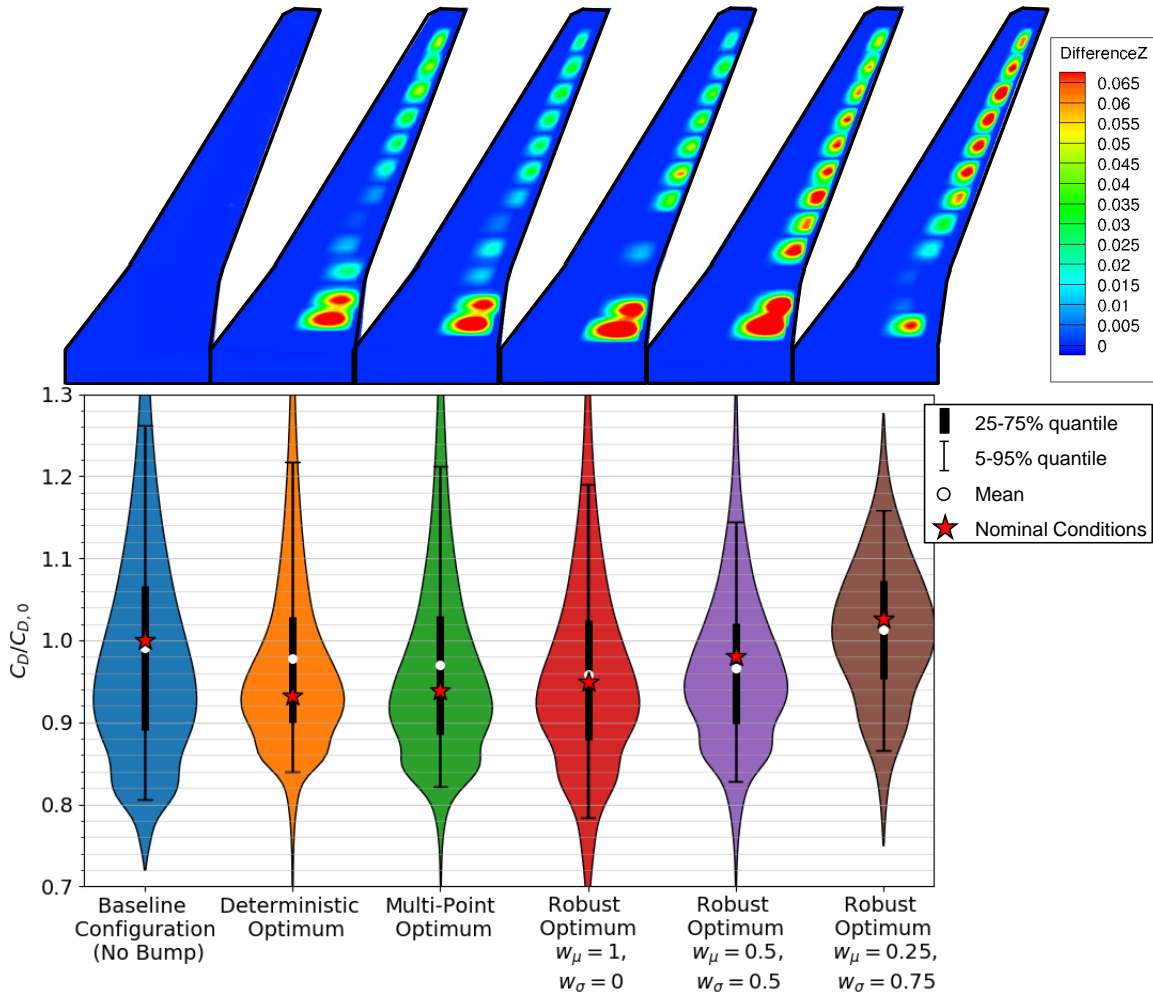 DifferenceZ
0.065
0.06
0.055
0.05
0.045
0.04
0.035
0.03
0.025
0.02
0.015
0.01
0.005
0
1.3
1.2
1.1
1.0
0.9
0.8
0.7
C_D/C_{D,0}
25-75% quantile
5-95% quantile
Mean
Nominal Conditions
Baseline
Configuration
(No Bump)
Deterministic
Optimum
Multi-Point
Optimum
Robust
Optimum
w_μ = 1,
w_σ = 0
Robust
Optimum
w_μ = 0.5,
w_σ = 0.5
Robust
Optimum
w_μ = 0.25,
w_σ = 0.75